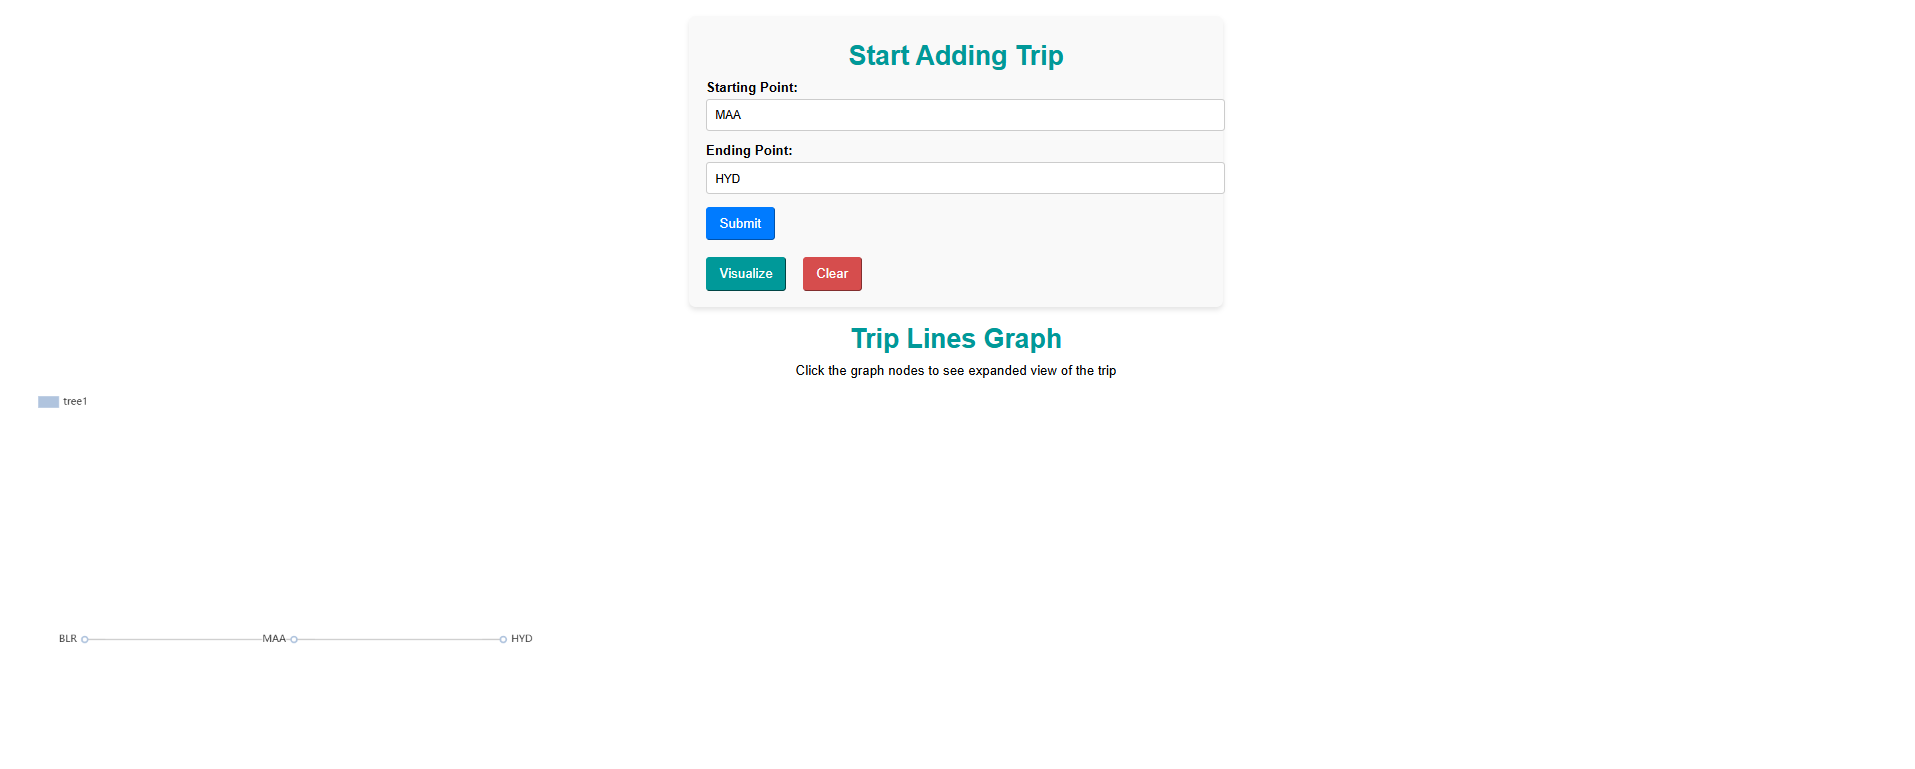 Start Adding Trip
Starting Point:
MAA
Ending Point:
HYD
Submit
Visualize Clear
Trip Lines Graph
Click the graph nodes to see expanded view of the trip
tree1
BLR MAA HYD